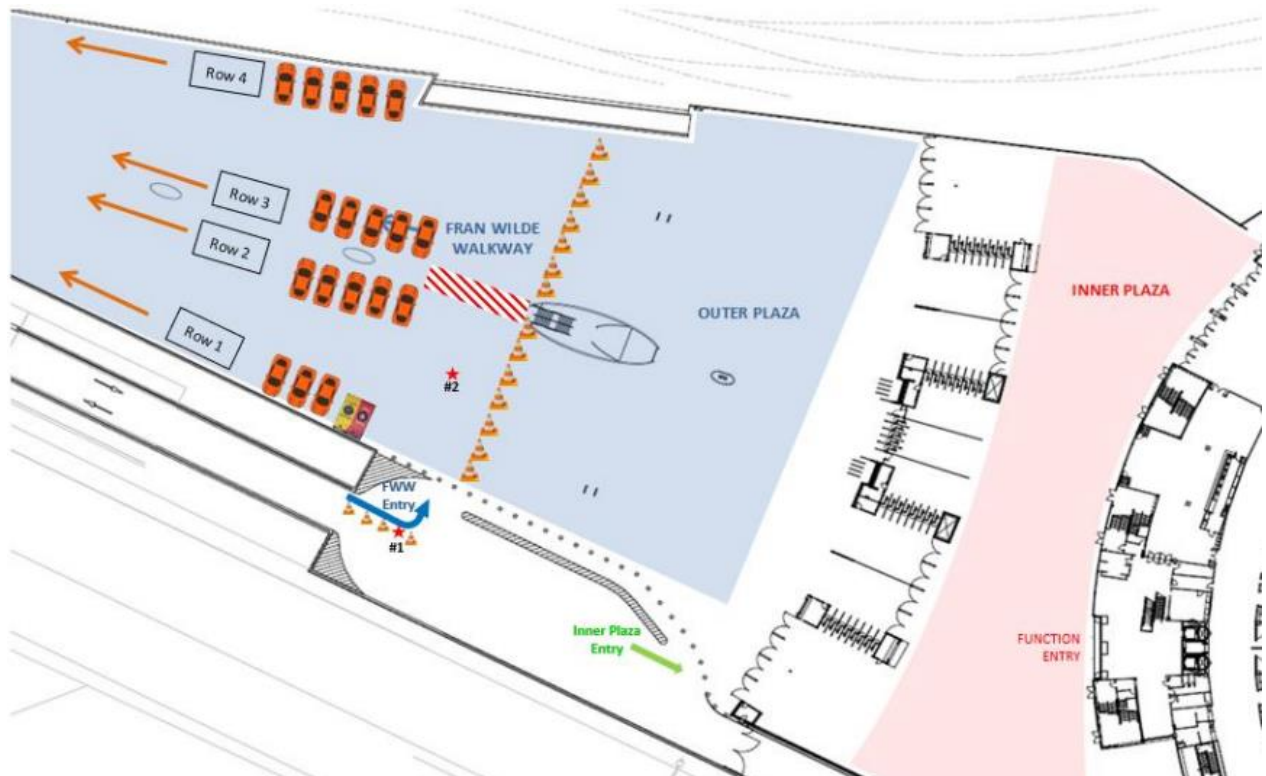 Row 4
Row 3
Row 2
Row 1
FRAN WILDE
WALKWAY
OUTER PLAZA
INNER PLAZA
#2
FWW
Entry
#1
Inner Plaza
Entry
FUNCTION
ENTRY